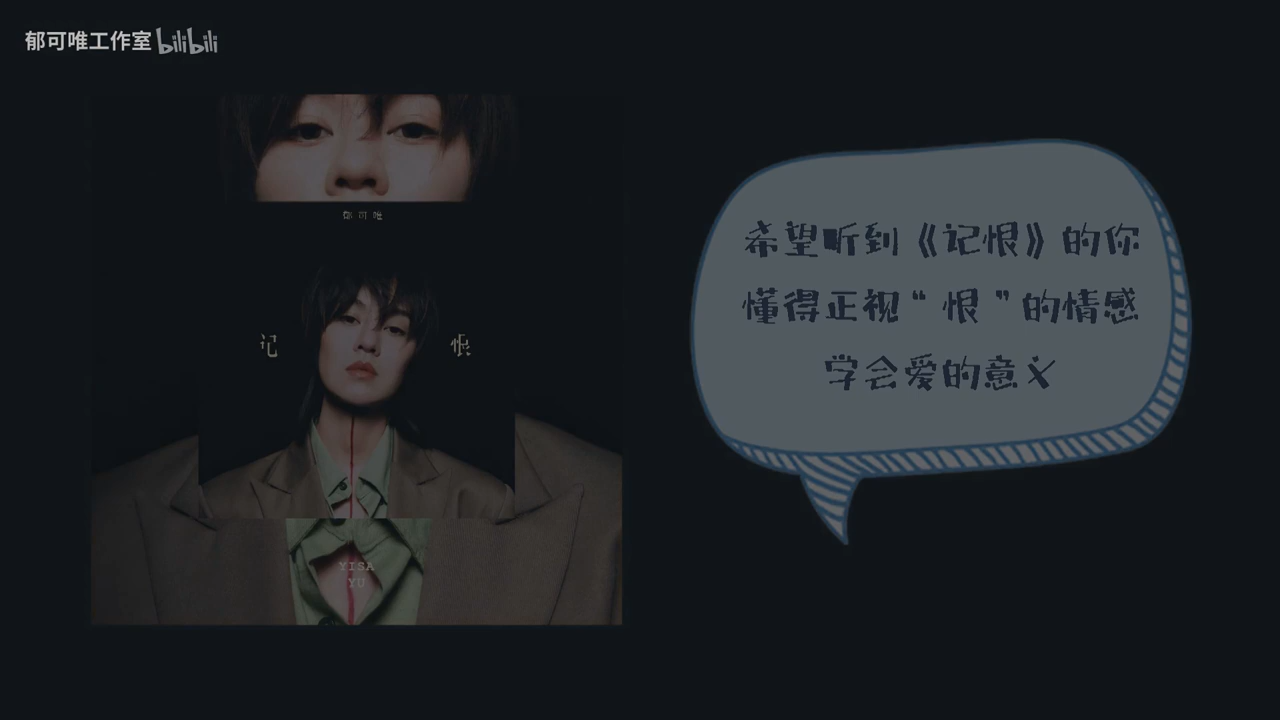 郁可唯工作室 bilibili
郁可唯
记 恨
YISA
YU
希望听到《记恨》的你
懂得正视“恨”的情感
学会爱的意义